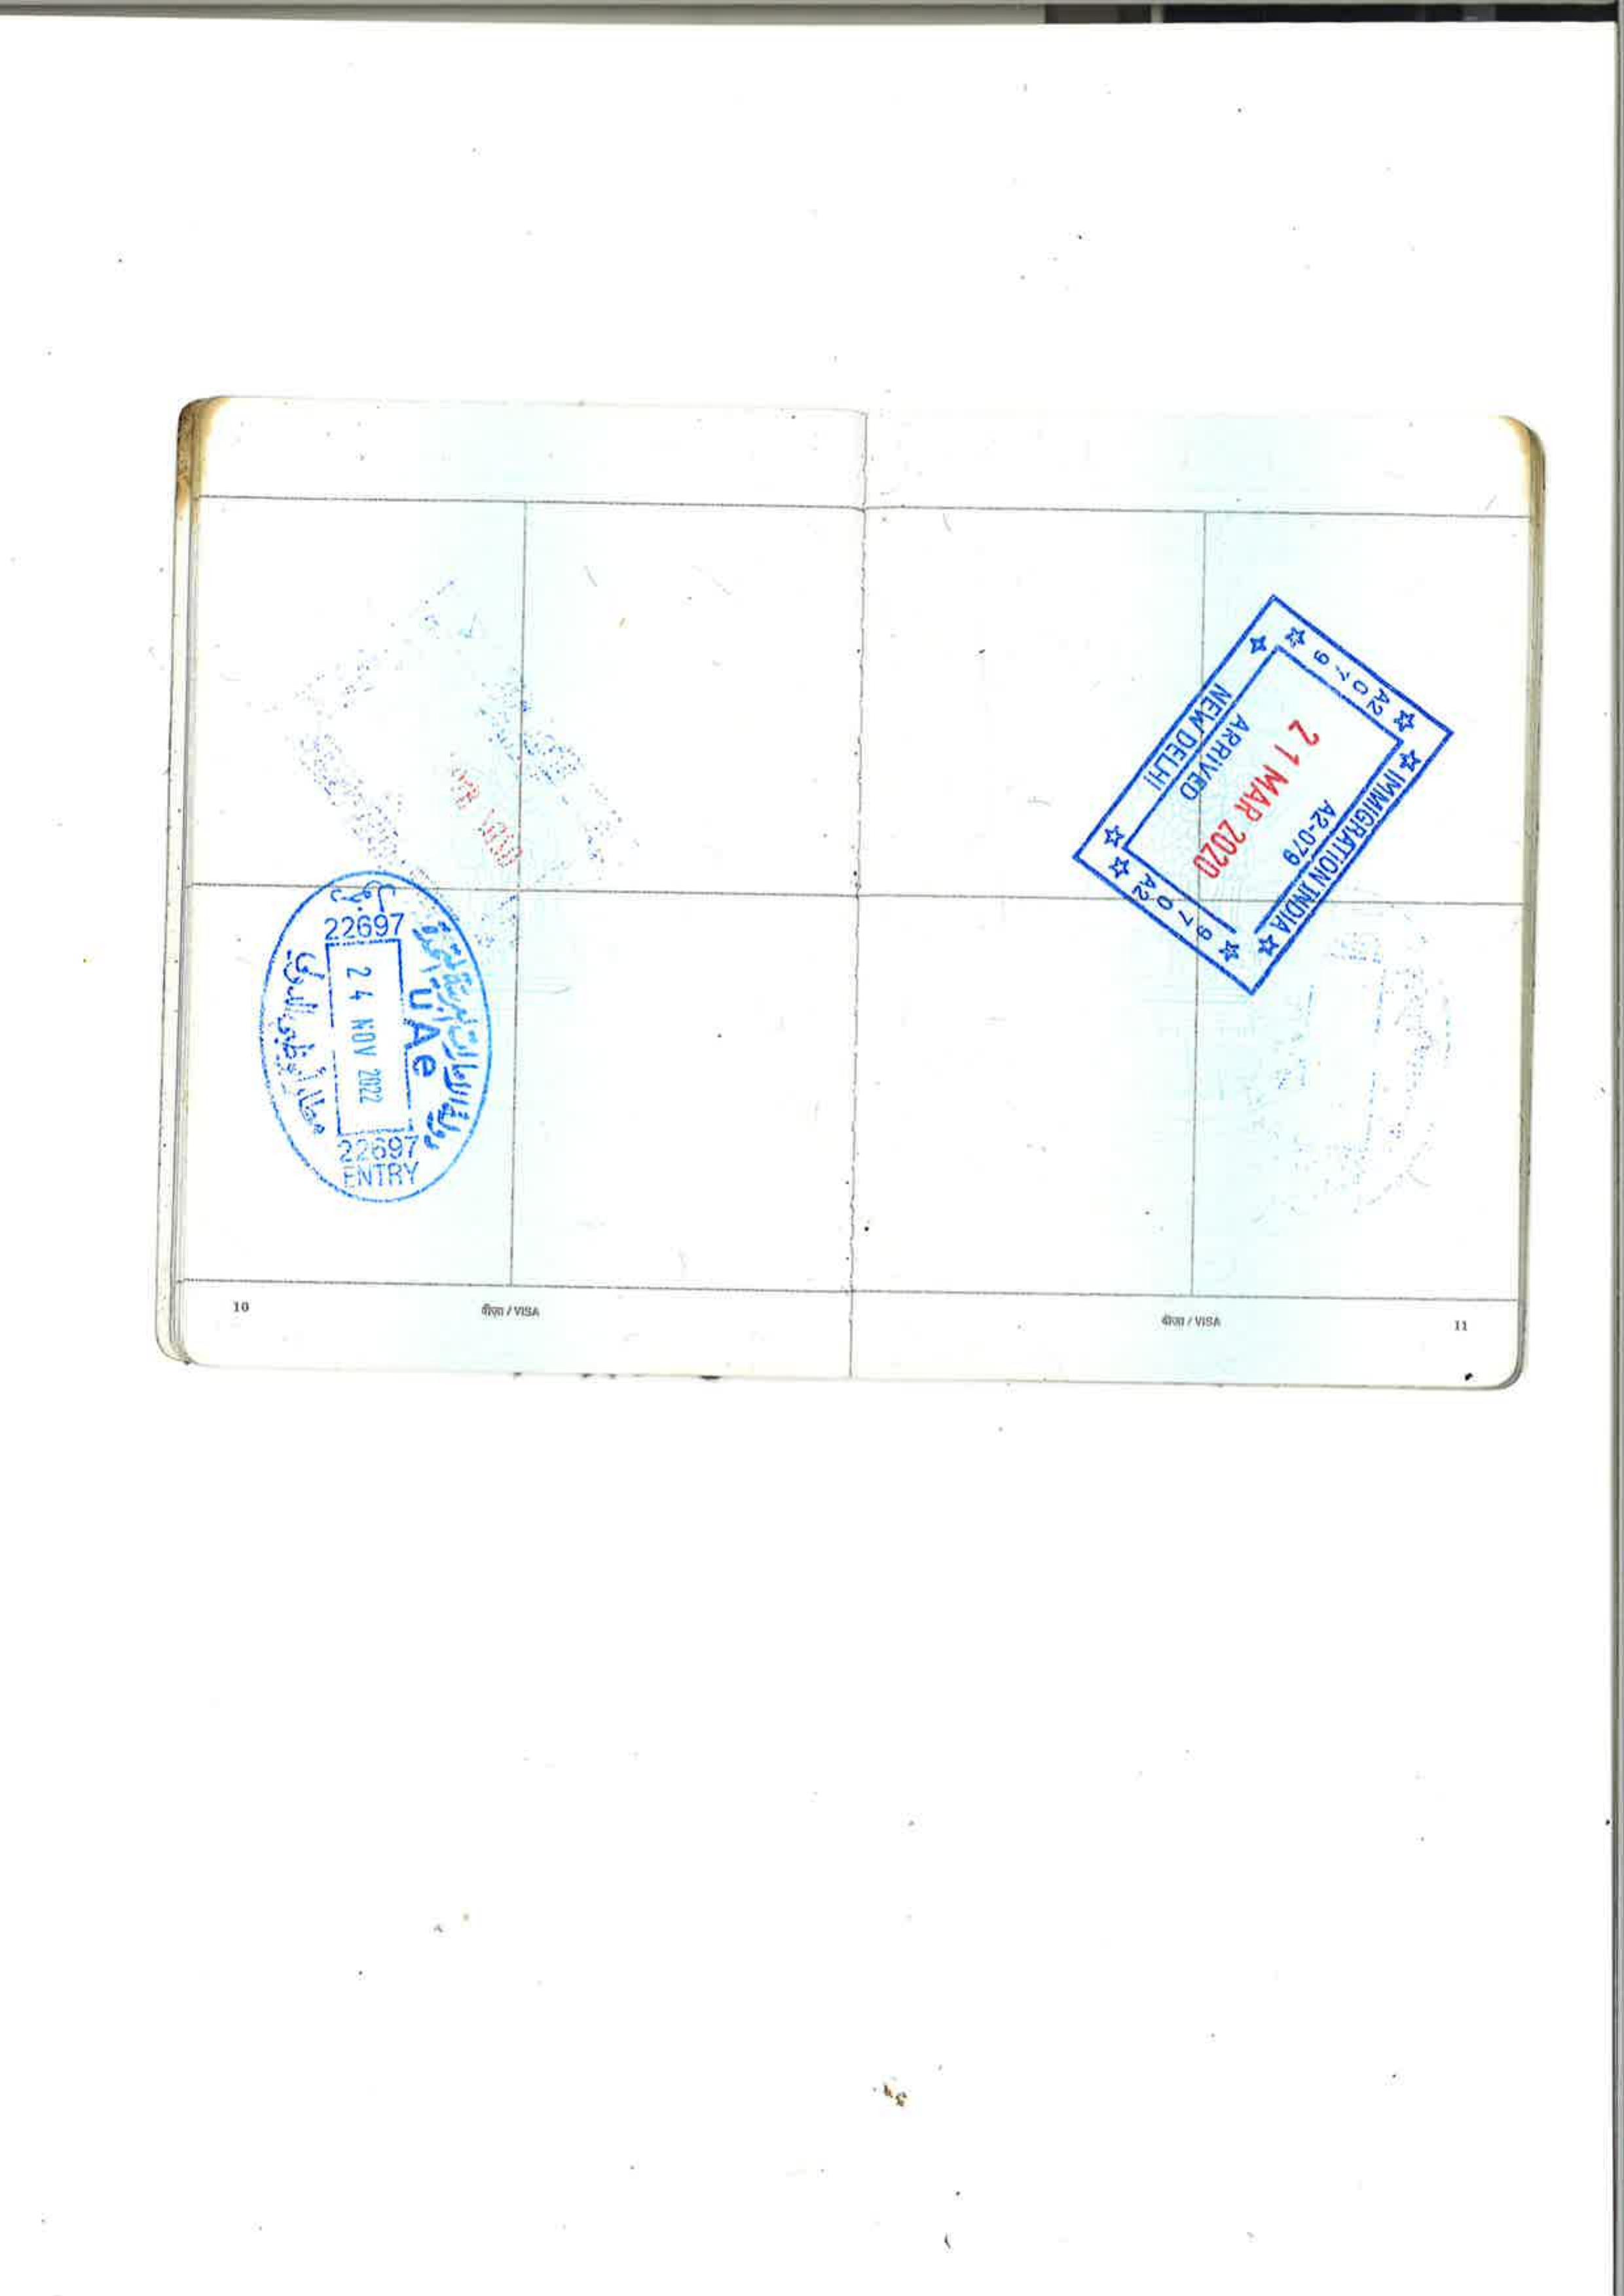 22697
دولة الإمارات العربية المتحدة
UAe
24 NOV 2022
مطار أبوظبي الدولي
22697
ENTRY
10
वीज़ा / VISA
☆ IMMIGRATION INDIA ☆
A2-079
21 MAR 2020
ARRIVED
NEW DELHI
☆ A2 079 ☆
☆ A2 079 ☆
वीज़ा / VISA
11